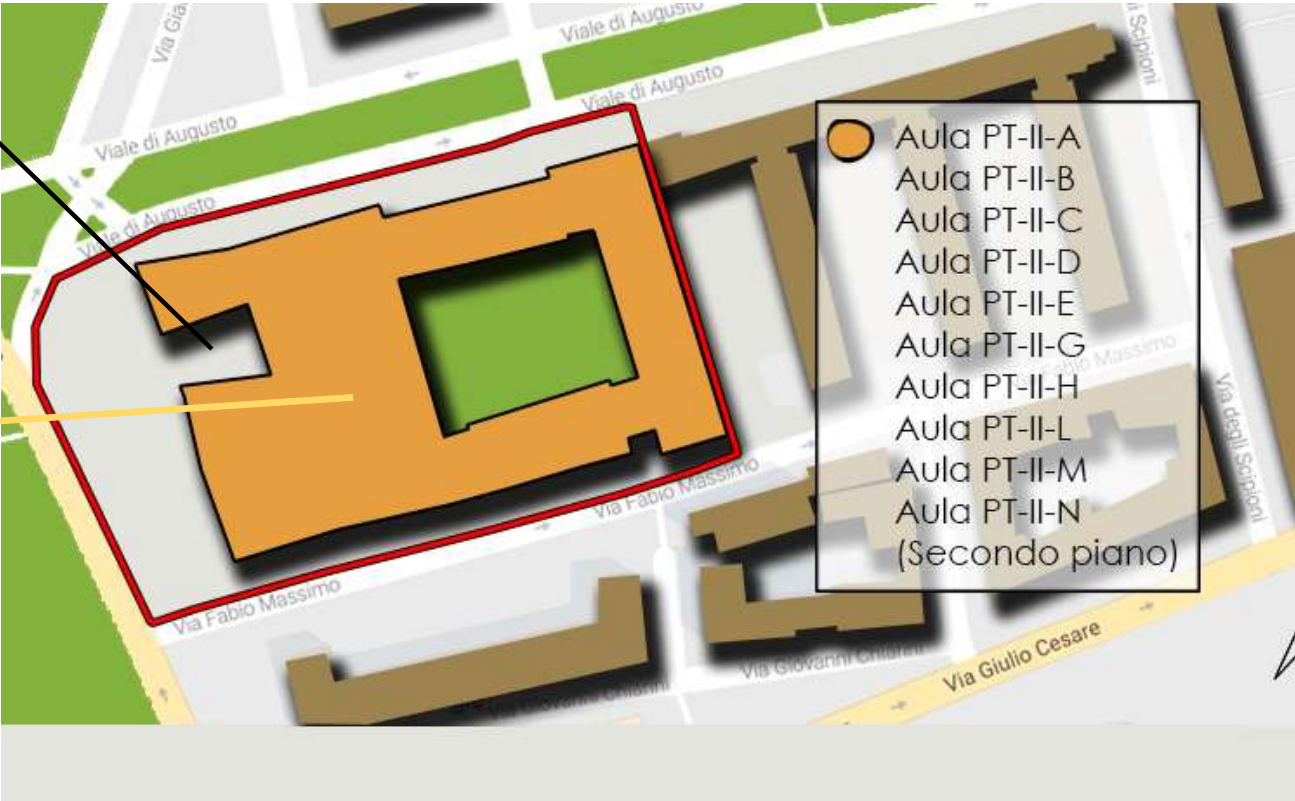 Via Gia
Viale di Augusto
Viale di Augusto
Viale di Augusto
Viale di Augusto
Scipioni
Aula PT-II-A
Aula PT-II-B
Aula PT-II-C
Aula PT-II-D
Aula PT-II-E
Aula PT-II-G
Aula PT-II-H
Aula PT-II-L
Aula PT-II-M
Aula PT-II-N
(Secondo piano)
Fabio Massimo
Via degli Scipioni
Via Fabio Massimo
Via Fabio Massimo
Via Giovanni Chianni
Via Giovanni Chianni
Via Giulio Cesare